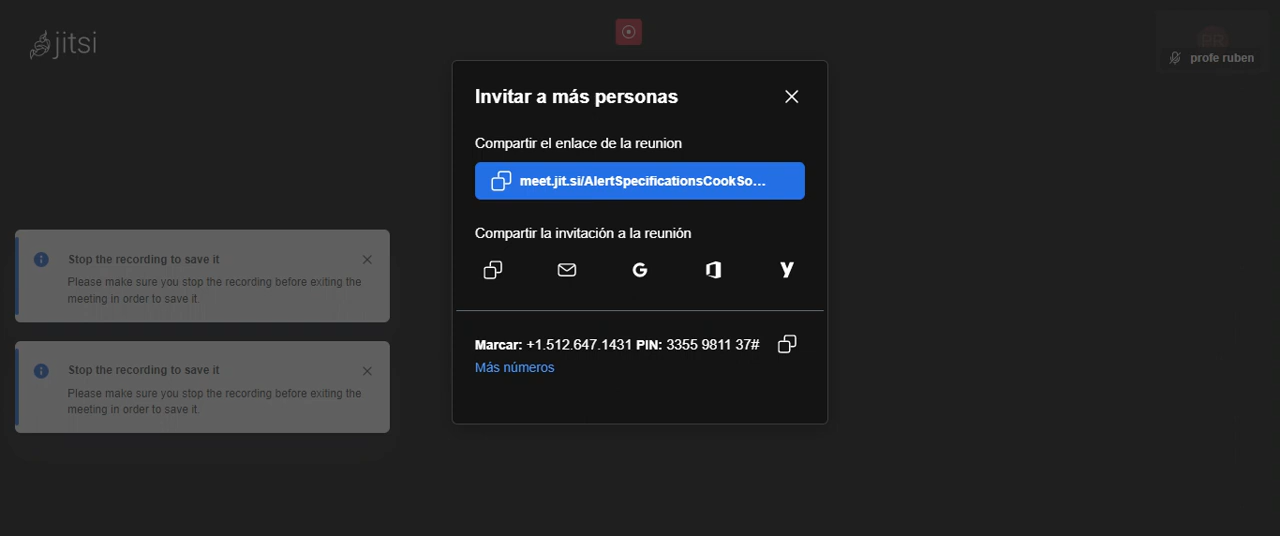 jitsi
PR
profe ruben
Invitar a más personas
Compartir el enlace de la reunion
meet.jit.si/AlertSpecificationsCookSo...
Compartir la invitación a la reunión
Marcar: +1.512.647.1431 PIN: 3355 9811 37#
Más números
Stop the recording to save it
Please make sure you stop the recording before exiting the
meeting in order to save it.
Stop the recording to save it
Please make sure you stop the recording before exiting the
meeting in order to save it.